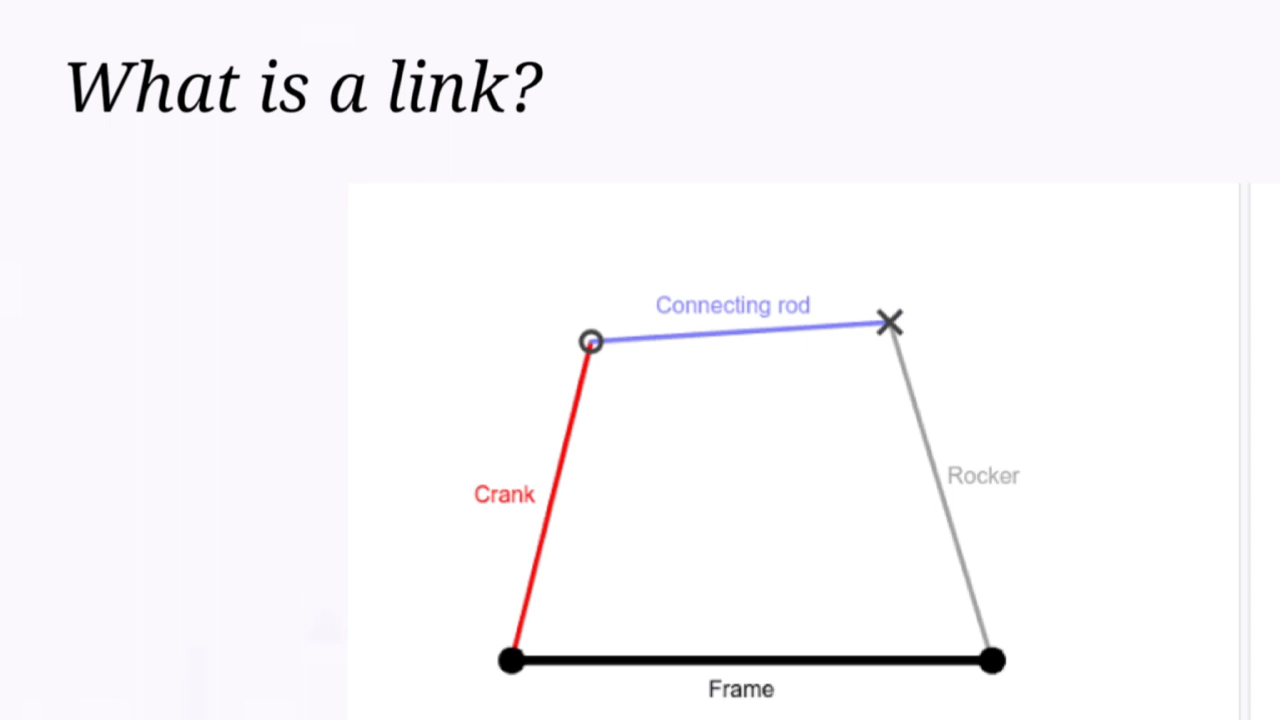 What is a link?
Connecting rod
Rocker
Crank
Frame